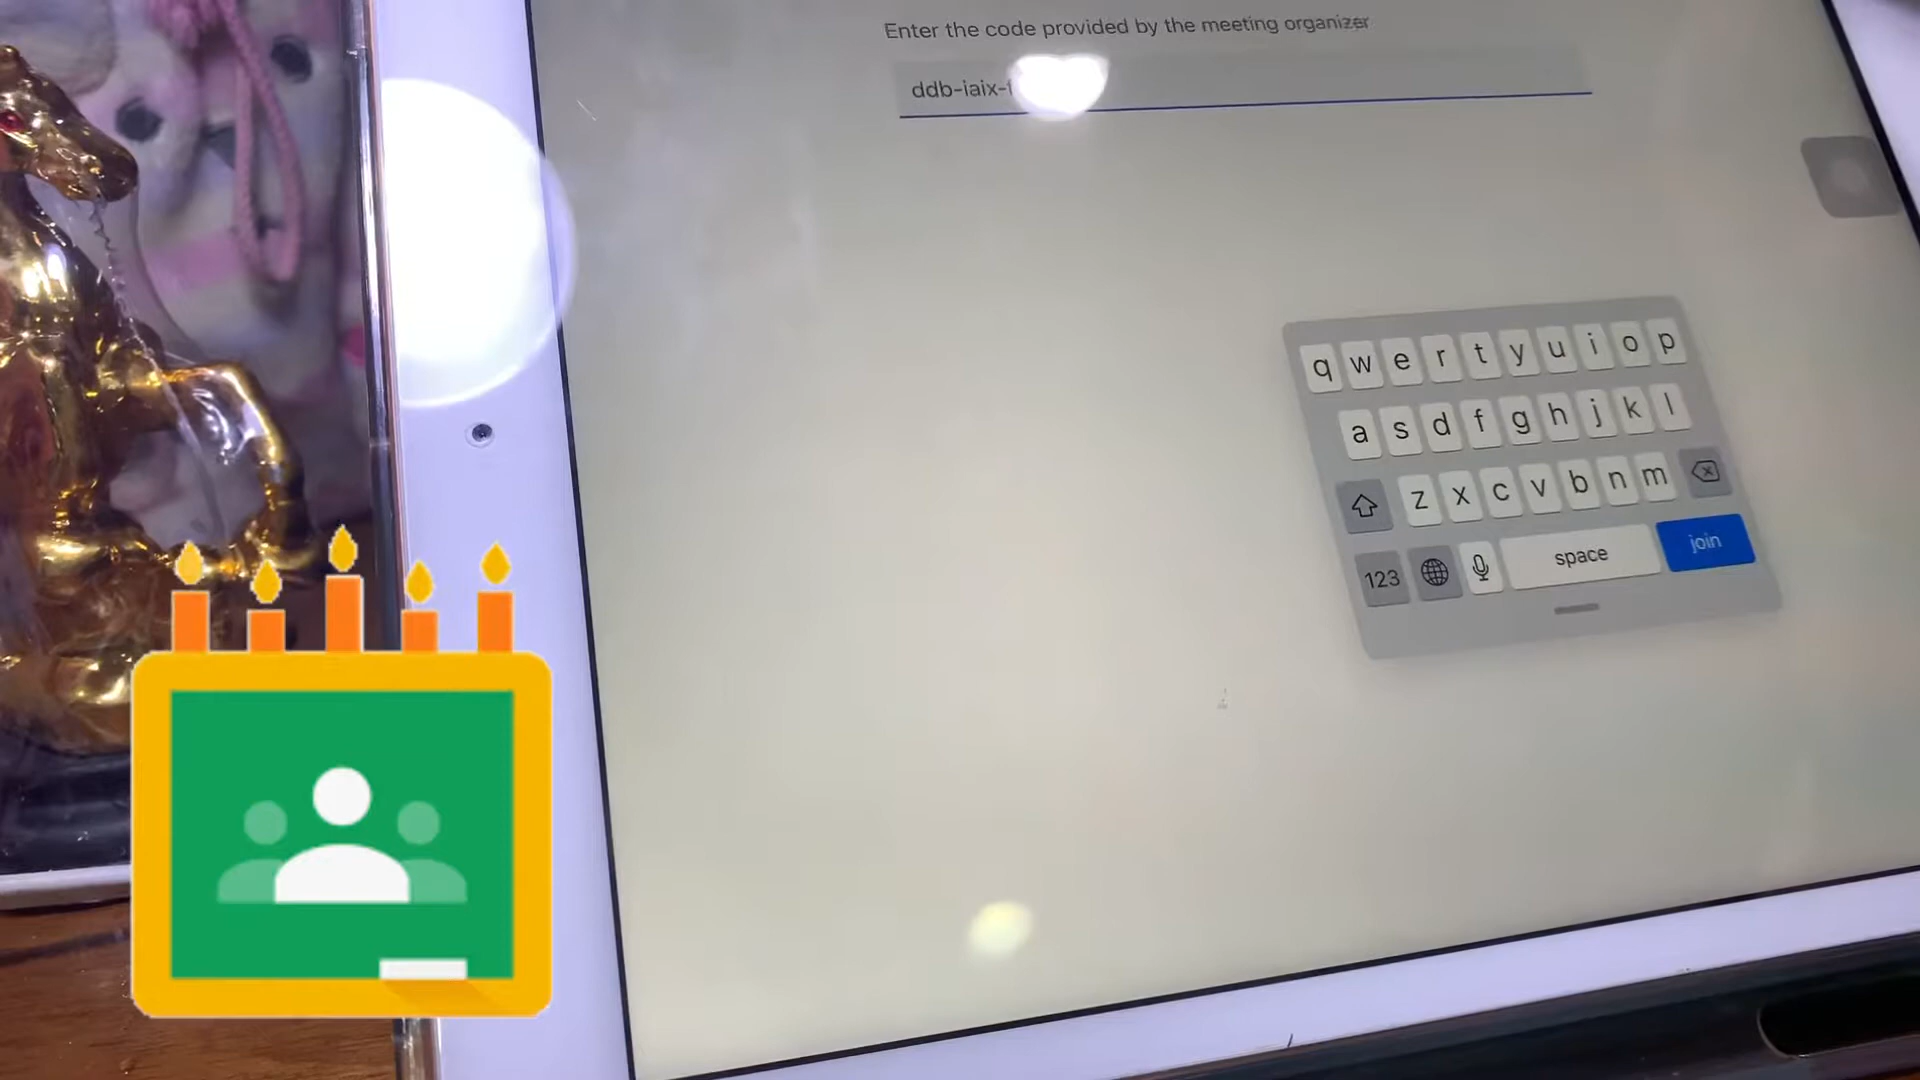 Enter the code provided by the meeting organizer
ddb-iaix-
q w e r t y u i o p
a s d f g h j k l
z x c v b n m
123 space join